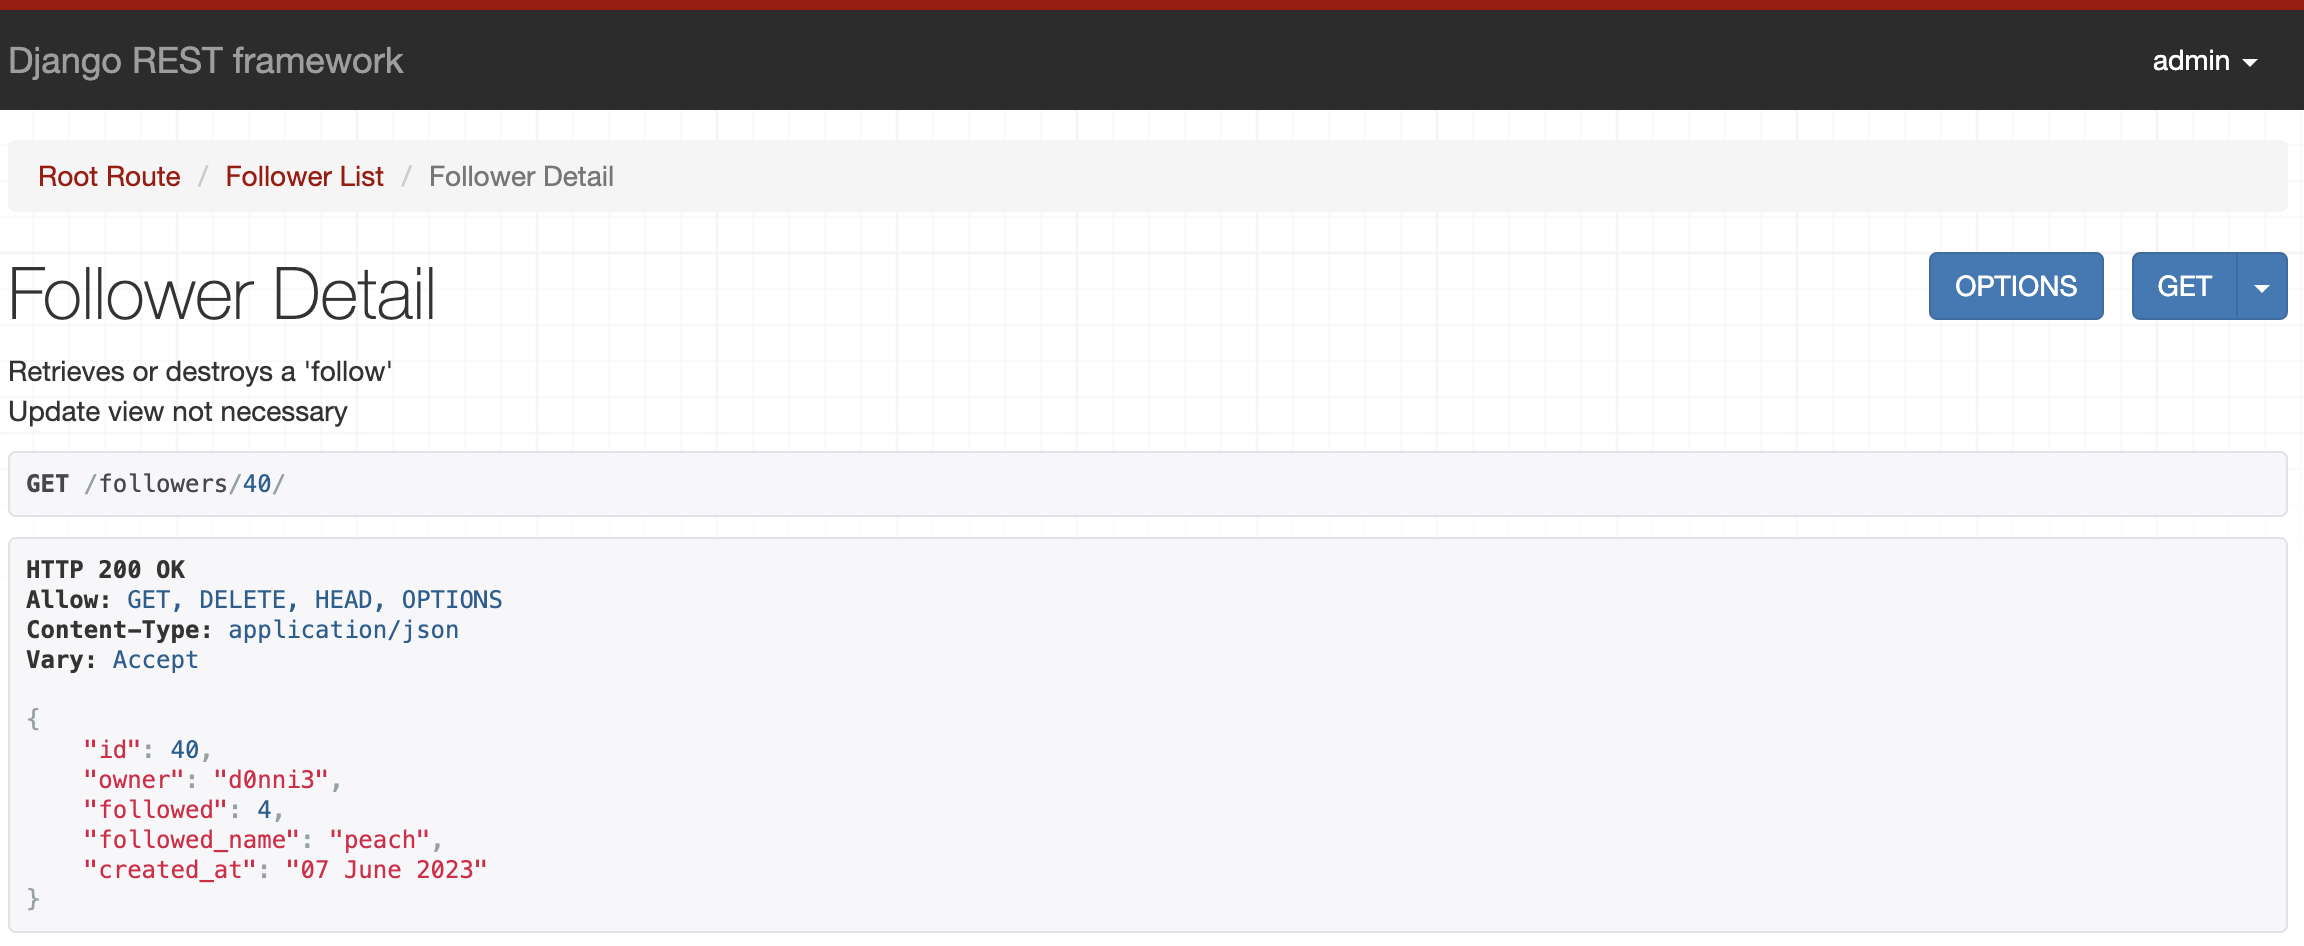 Django REST framework
admin
Root Route / Follower List / Follower Detail
Follower Detail
OPTIONS
GET
Retrieves or destroys a 'follow'
Update view not necessary
GET /followers/40/
HTTP 200 OK
Allow: GET, DELETE, HEAD, OPTIONS
Content-Type: application/json
Vary: Accept
{
    "id": 40,
    "owner": "d0nni3",
    "followed": 4,
    "followed_name": "peach",
    "created_at": "07 June 2023"
}